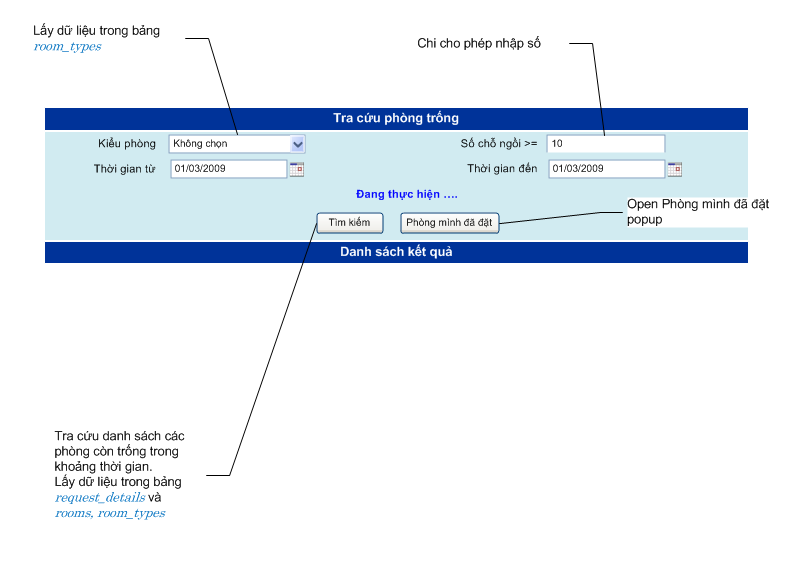 Lấy dữ liệu trong bảng
room_types
Chi cho phép nhập số
Tra cứu phòng trống
Kiểu phòng
Không chọn
Số chỗ ngồi >=
10
Thời gian từ
01/03/2009
Thời gian đến
01/03/2009
Đang thực hiện ....
Tìm kiếm
Phòng mình đã đặt
Open Phòng mình đã đặt
popup
Danh sách kết quả
Tra cứu danh sách các
phòng còn trống trong
khoảng thời gian.
Lấy dữ liệu trong bảng
request_details và
rooms, room_types